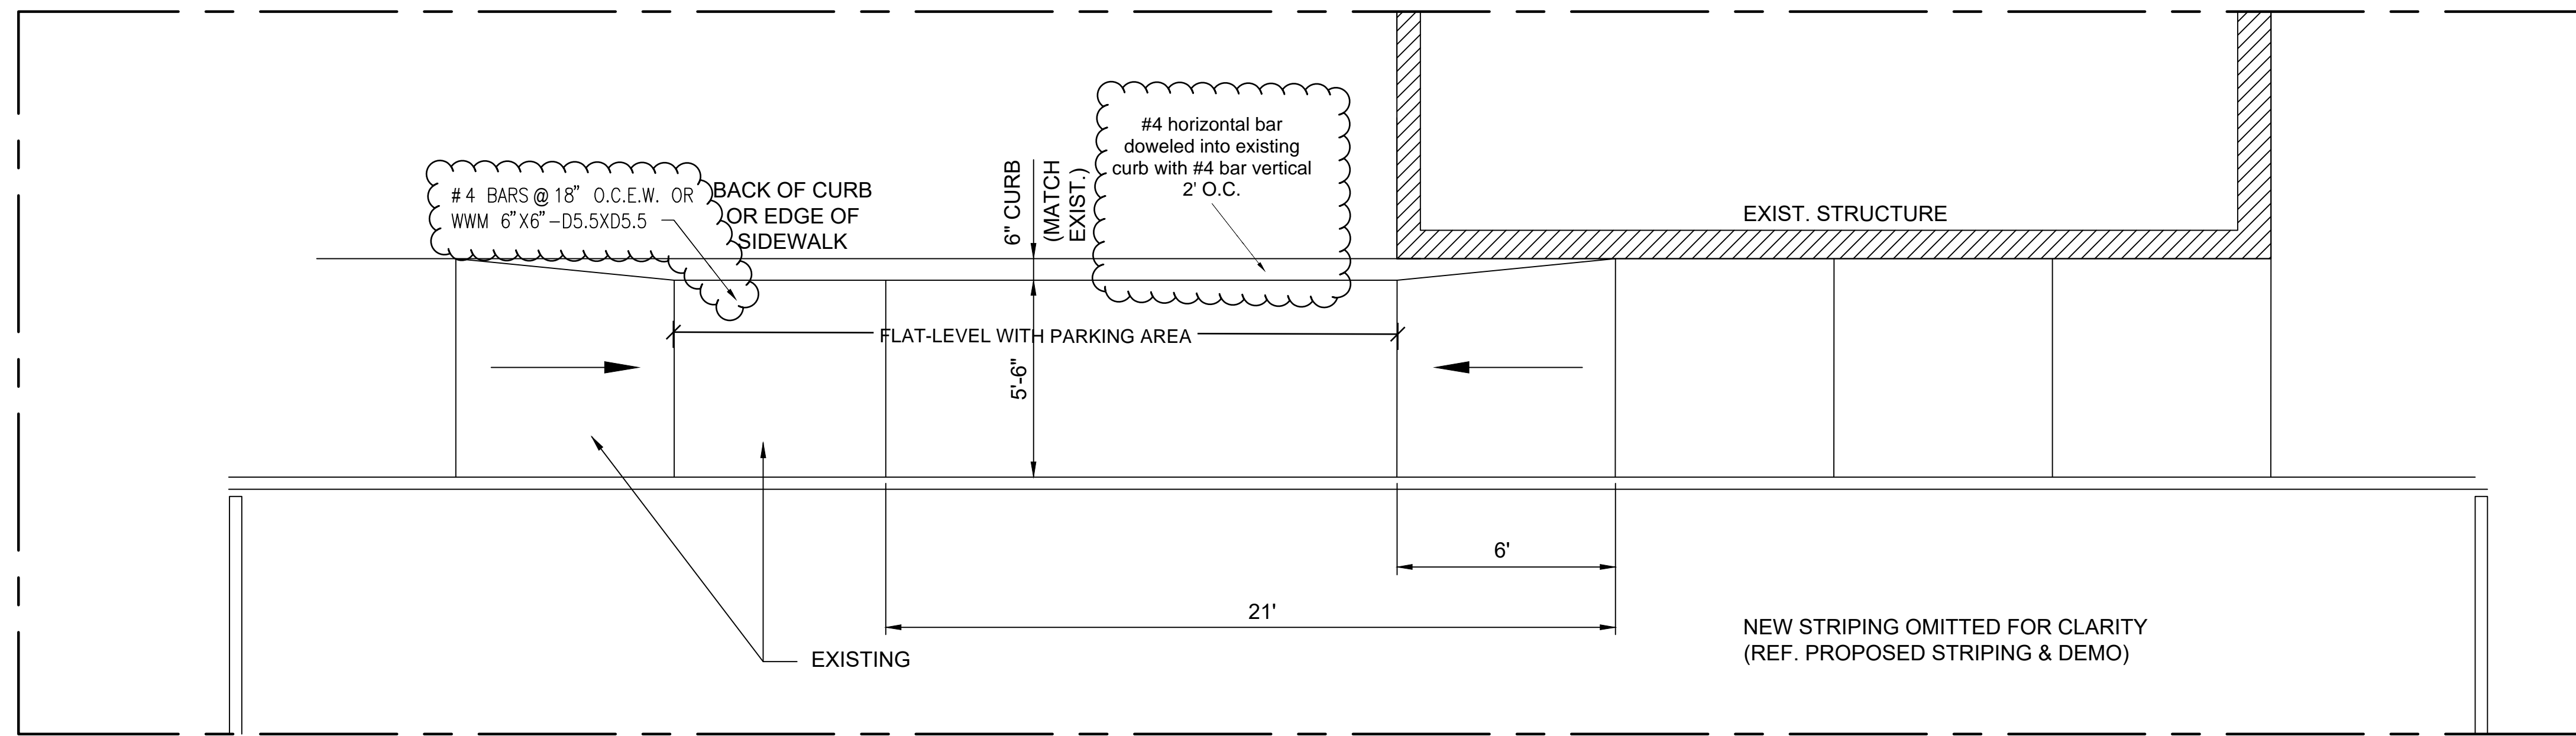 #4 BARS @ 18" O.C.E.W. OR
WWM 6"X6"-D5.5XD5.5
BACK OF CURB
OR EDGE OF
SIDEWALK
6" CURB
(MATCH
EXIST.)
#4 horizontal bar
doweled into existing
curb with #4 bar vertical
2' O.C.
EXIST. STRUCTURE
FLAT-LEVEL WITH PARKING AREA
5'-6"
6'
21'
EXISTING
NEW STRIPING OMITTED FOR CLARITY
(REF. PROPOSED STRIPING & DEMO)